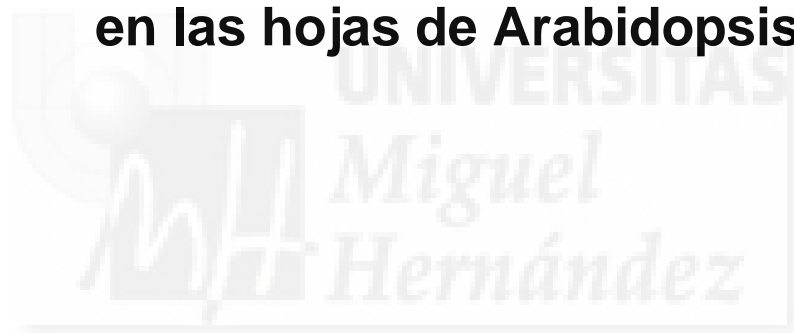 en las hojas de Arabidopsis
UNIVERSITAS
Miguel
Hernández